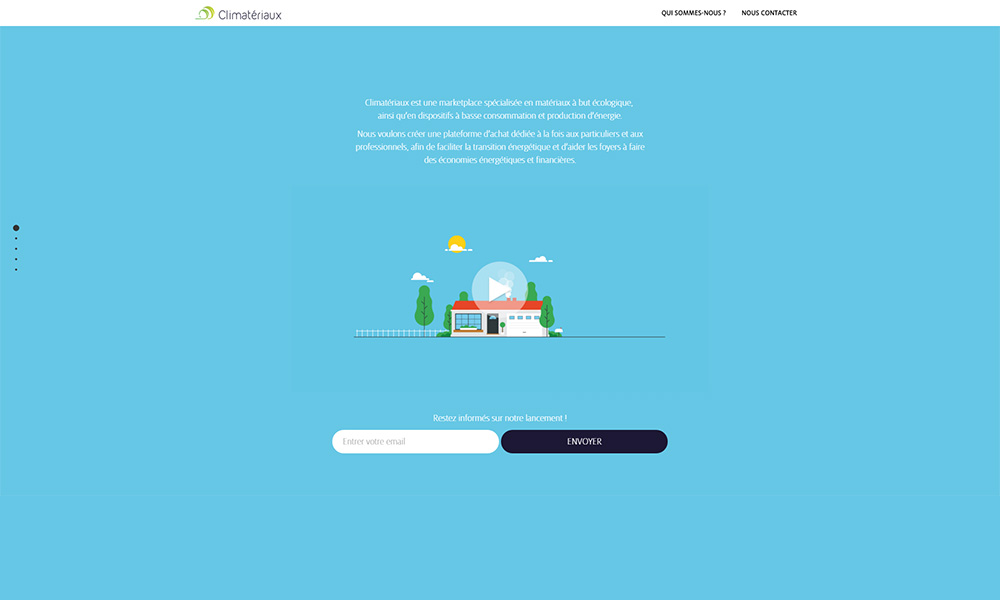 Climatériaux
QUI SOMMES-NOUS ?
NOUS CONTACTER
Climatériaux est une marketplace spécialisée en matériaux à but écologique,
ainsi qu'en dispositifs à basse consommation et production d'énergie.
Nous voulons créer une plateforme d'achat dédiée à la fois aux particuliers et aux
professionnels, afin de faciliter la transition énergétique et d'aider les foyers à faire
des économies énergétiques et financières.
Restez informés sur notre lancement !
Entrer votre email
ENVOYER